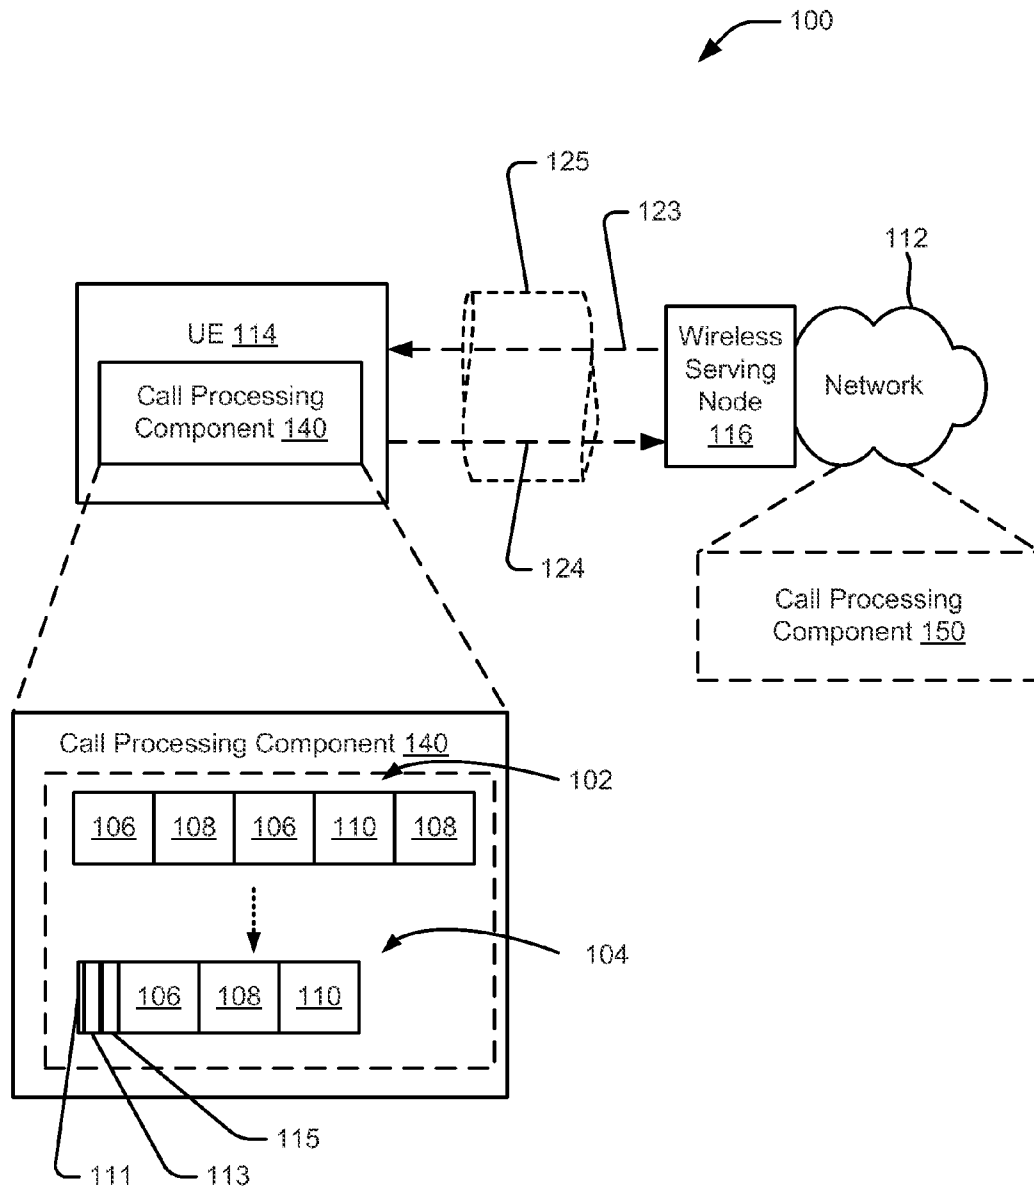 100
125
123
112
UE 114
Call Processing
Component 140
Wireless
Serving
Node
116
Network
124
Call Processing
Component 150
Call Processing Component 140
102
106 108 106 110 108
104
106 108 110
115
111 113